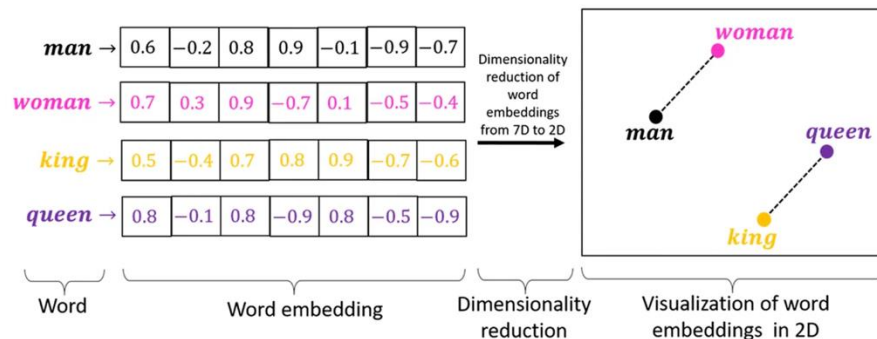 man → 0.6 −0.2 0.8 0.9 −0.1 −0.9 −0.7
woman → 0.7 0.3 0.9 −0.7 0.1 −0.5 −0.4
king → 0.5 −0.4 0.7 0.8 0.9 −0.7 −0.6
queen → 0.8 −0.1 0.8 −0.9 0.8 −0.5 −0.9
Dimensionality
reduction of
word
embeddings
from 7D to 2D
woman
man
queen
king
Word
Word embedding
Dimensionality
reduction
Visualization of word
embeddings in 2D